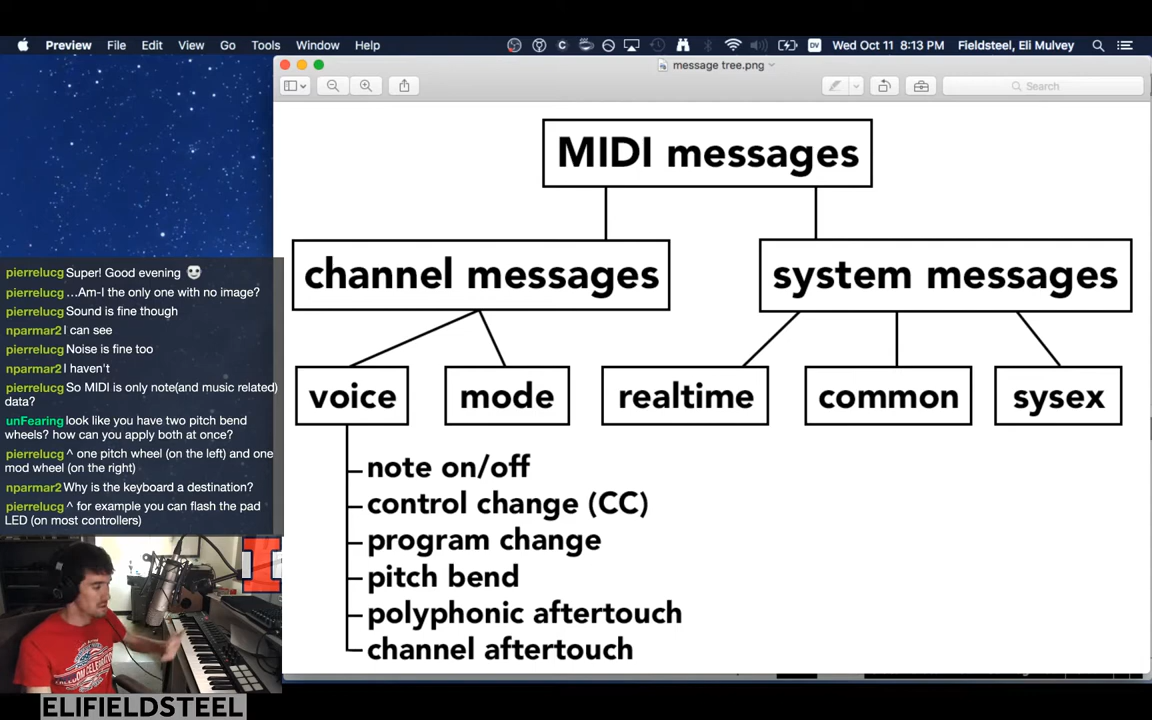 Preview File Edit View Go Tools Window Help
DV Wed Oct 11 8:13 PM Fieldsteel, Eli Mulvey
message tree.png
Search
MIDI messages
channel messages
system messages
voice
mode
realtime
common
sysex
note on/off
control change (CC)
program change
pitch bend
polyphonic aftertouch
channel aftertouch
pierrelucg Super! Good evening
pierrelucg …Am-I the only one with no image?
pierrelucg Sound is fine though
nparmar2 I can see
pierrelucg Noise is fine too
nparmar2 I haven't
pierrelucg So MIDI is only note(and music related)
data?
unFearing look like you have two pitch bend
wheels? how can you apply both at once?
pierrelucg ^ one pitch wheel (on the left) and one
mod wheel (on the right)
nparmar2 Why is the keyboard a destination?
pierrelucg ^ for example you can flash the pad
LED (on most controllers)
ELIFIELDSTEEL